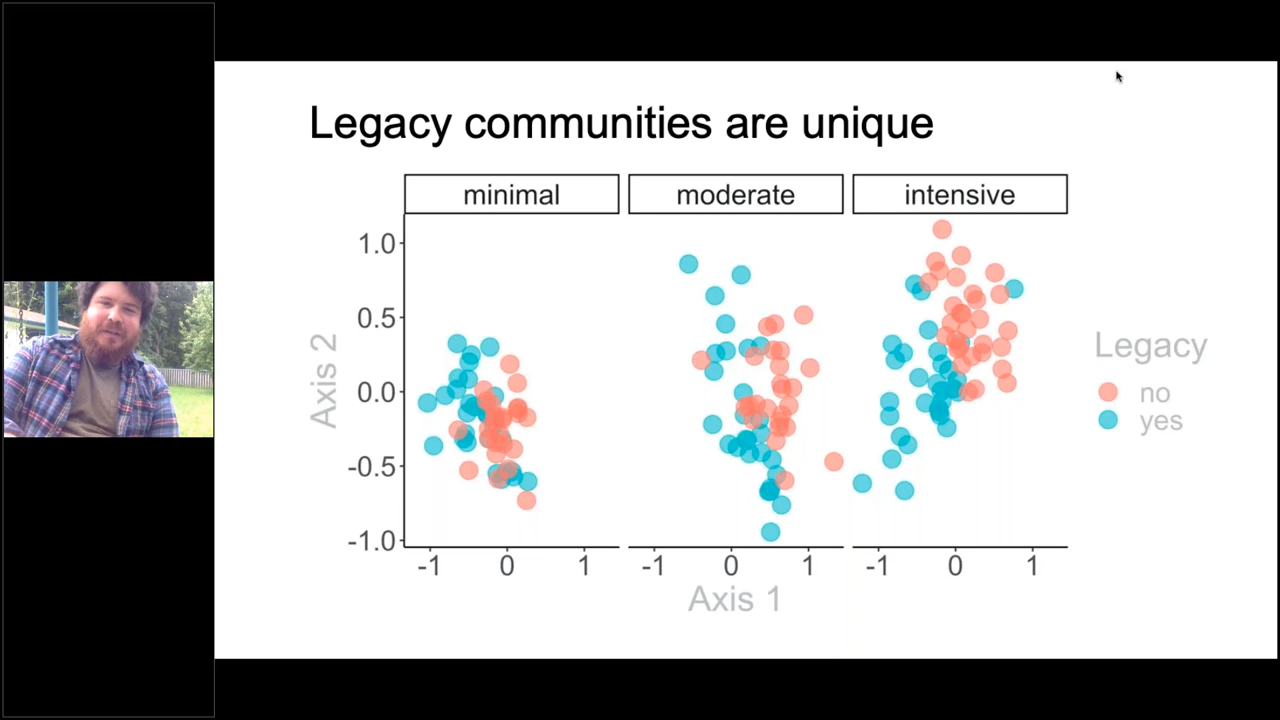 Legacy communities are unique
minimal
moderate
intensive
1.0
0.5
0.0
-0.5
-1.0
Axis 2
-1 0 1
-1 0 1
-1 0 1
Axis 1
Legacy
no
yes